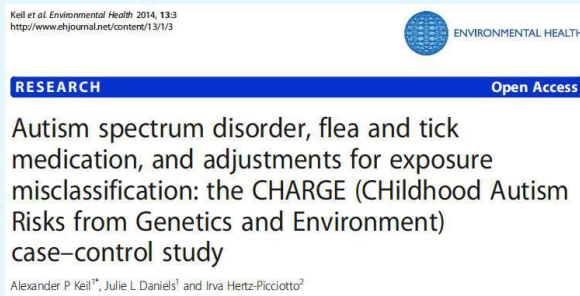 Keil et al. Environmental Health 2014, 13:3
http://www.ehjournal.net/content/13/1/3
ENVIRONMENTAL HEALTH
RESEARCH Open Access
Autism spectrum disorder, flea and tick
medication, and adjustments for exposure
misclassification: the CHARGE (CHildhood Autism
Risks from Genetics and Environment)
case–control study
Alexander P Keil1*, Julie L Daniels1 and Irva Hertz-Picciotto2